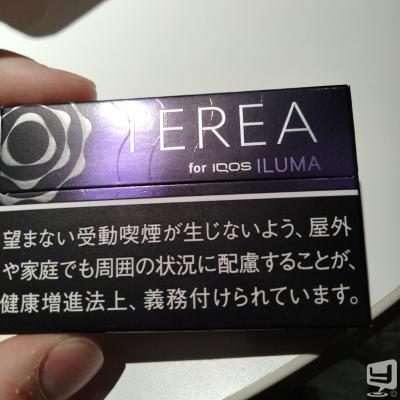 TEREA
for IQOS ILUMA
望まない受動喫煙が生じないよう、屋外
や家庭でも周囲の状況に配慮することが、
健康増進法上、義務付けられています。